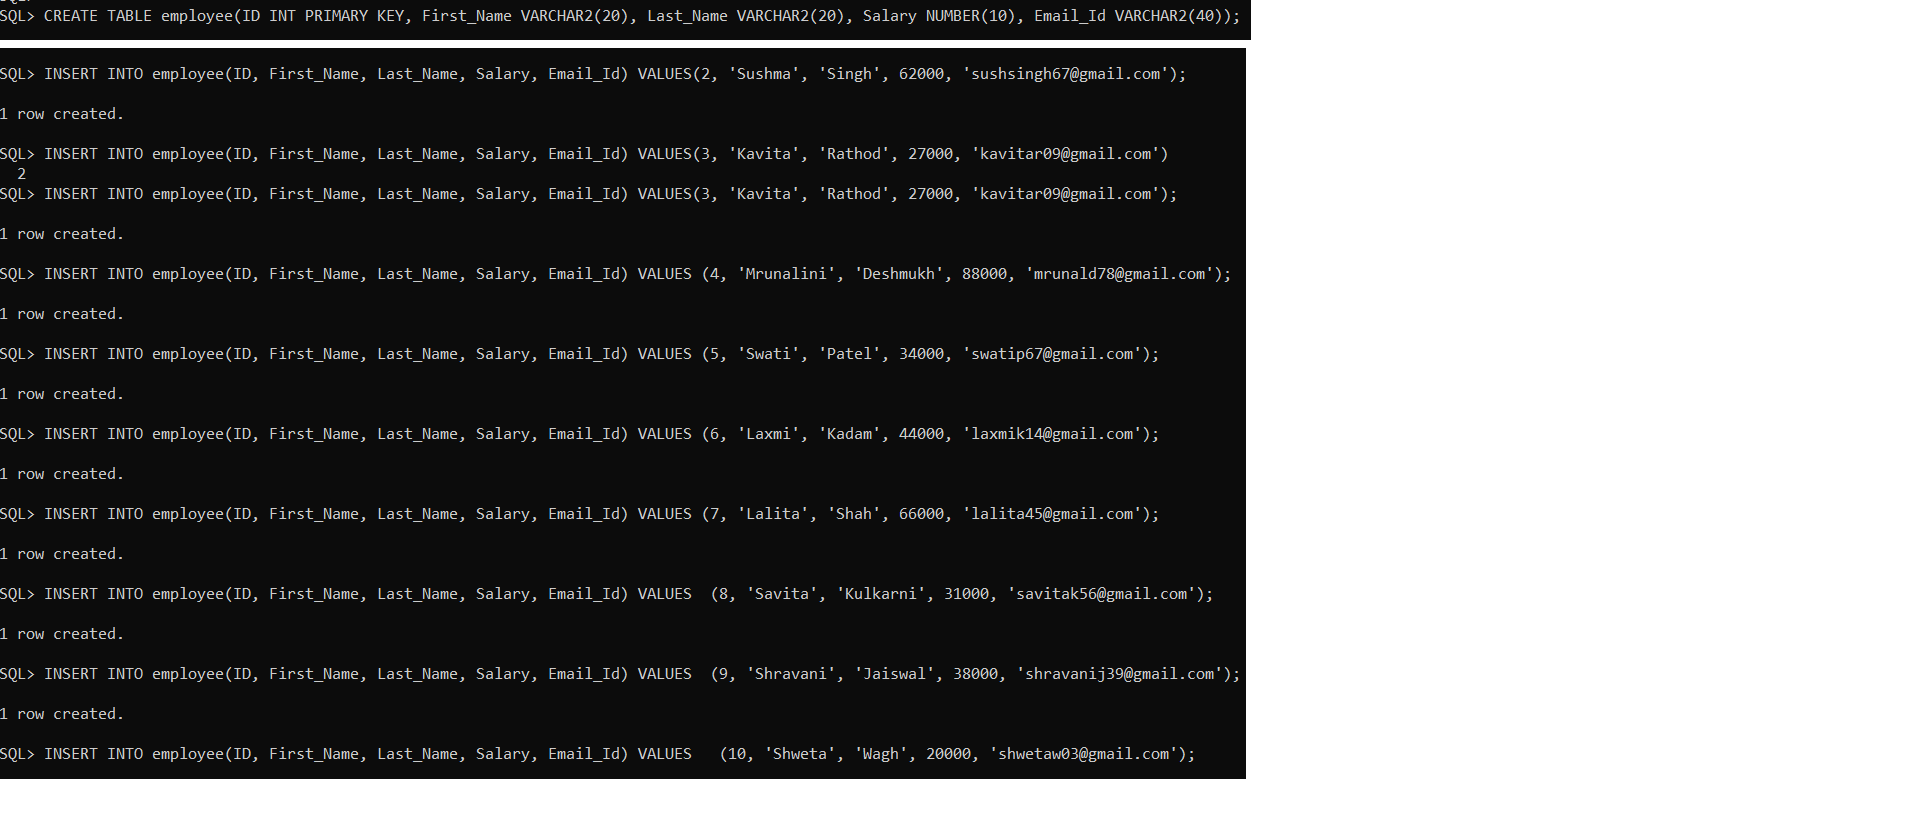 SQL> CREATE TABLE employee(ID INT PRIMARY KEY, First_Name VARCHAR2(20), Last_Name VARCHAR2(20), Salary NUMBER(10), Email_Id VARCHAR2(40));
SQL> INSERT INTO employee(ID, First_Name, Last_Name, Salary, Email_Id) VALUES(2, 'Sushma', 'Singh', 62000, 'sushsingh67@gmail.com');
1 row created.
SQL> INSERT INTO employee(ID, First_Name, Last_Name, Salary, Email_Id) VALUES(3, 'Kavita', 'Rathod', 27000, 'kavitar09@gmail.com')
2
SQL> INSERT INTO employee(ID, First_Name, Last_Name, Salary, Email_Id) VALUES(3, 'Kavita', 'Rathod', 27000, 'kavitar09@gmail.com');
1 row created.
SQL> INSERT INTO employee(ID, First_Name, Last_Name, Salary, Email_Id) VALUES (4, 'Mrunalini', 'Deshmukh', 88000, 'mrunald78@gmail.com');
1 row created.
SQL> INSERT INTO employee(ID, First_Name, Last_Name, Salary, Email_Id) VALUES (5, 'Swati', 'Patel', 34000, 'swatip67@gmail.com');
1 row created.
SQL> INSERT INTO employee(ID, First_Name, Last_Name, Salary, Email_Id) VALUES (6, 'Laxmi', 'Kadam', 44000, 'laxmik14@gmail.com');
1 row created.
SQL> INSERT INTO employee(ID, First_Name, Last_Name, Salary, Email_Id) VALUES (7, 'Lalita', 'Shah', 66000, 'lalita45@gmail.com');
1 row created.
SQL> INSERT INTO employee(ID, First_Name, Last_Name, Salary, Email_Id) VALUES  (8, 'Savita', 'Kulkarni', 31000, 'savitak56@gmail.com');
1 row created.
SQL> INSERT INTO employee(ID, First_Name, Last_Name, Salary, Email_Id) VALUES  (9, 'Shravani', 'Jaiswal', 38000, 'shravanij39@gmail.com');
1 row created.
SQL> INSERT INTO employee(ID, First_Name, Last_Name, Salary, Email_Id) VALUES   (10, 'Shweta', 'Wagh', 20000, 'shwetaw03@gmail.com');